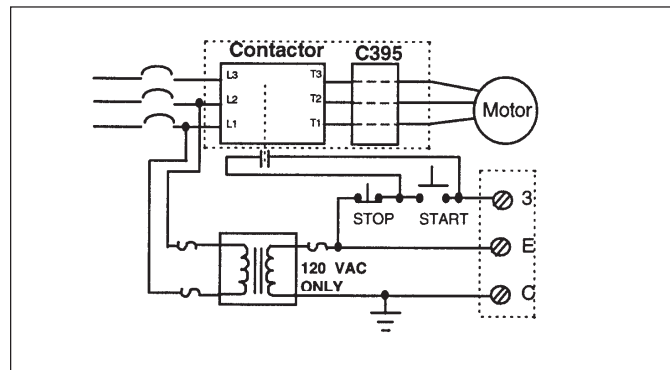 Contactor C395
L3 T3
L2 T2
L1 T1
Motor
STOP START 3
E
120 VAC
ONLY
C